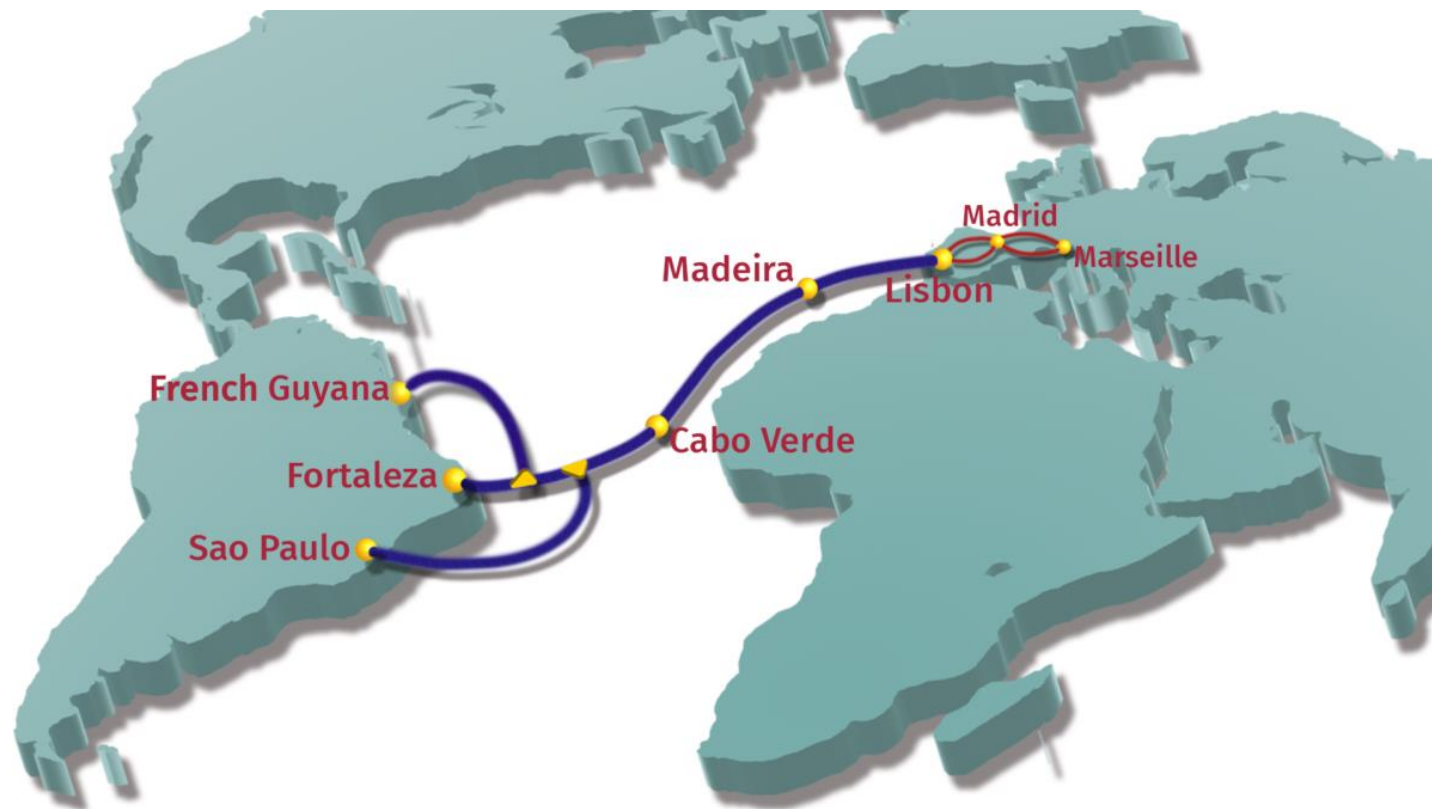 Madrid
Marseille
Madeira
Lisbon
French Guyana
Cabo Verde
Fortaleza
Sao Paulo